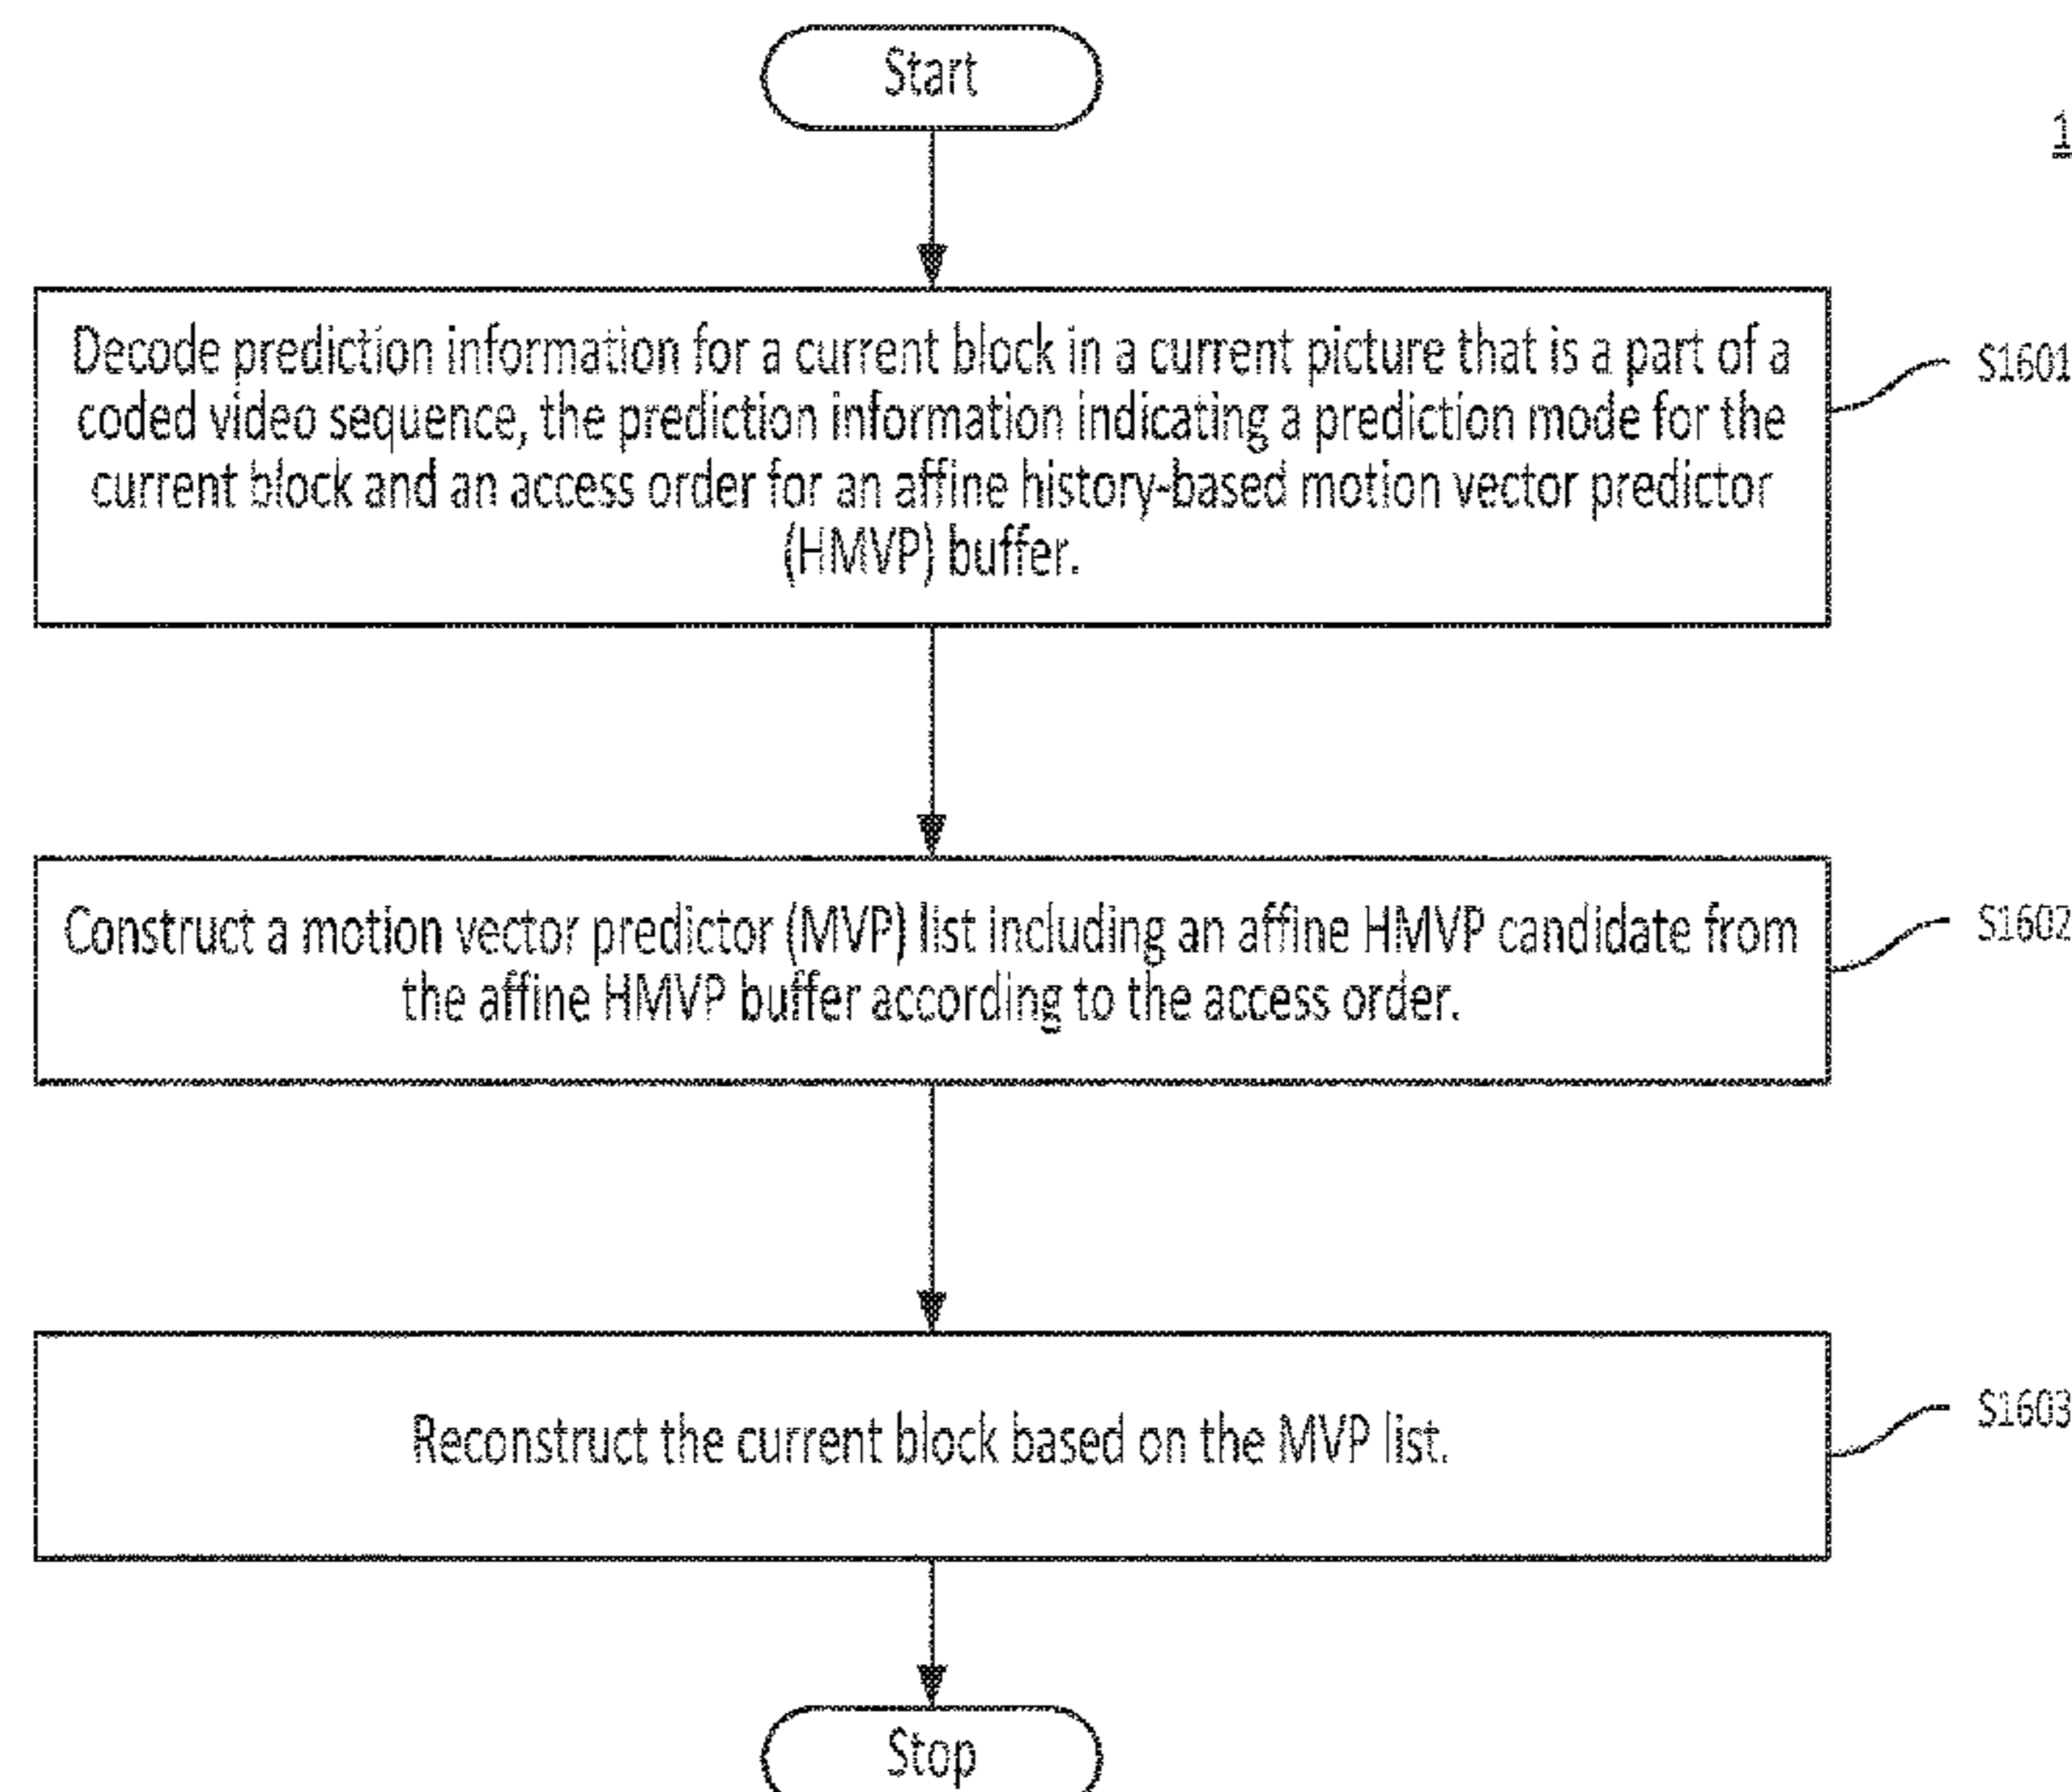 Start
Decode prediction information for a current block in a current picture that is a part of a
coded video sequence, the prediction information indicating a prediction mode for the
current block and an access order for an affine history-based motion vector predictor
(HMVP) buffer.
S1601
Construct a motion vector predictor (MVP) list including an affine HMVP candidate from
the affine HMVP buffer according to the access order.
S1602
Reconstruct the current block based on the MVP list.
S1603
Stop